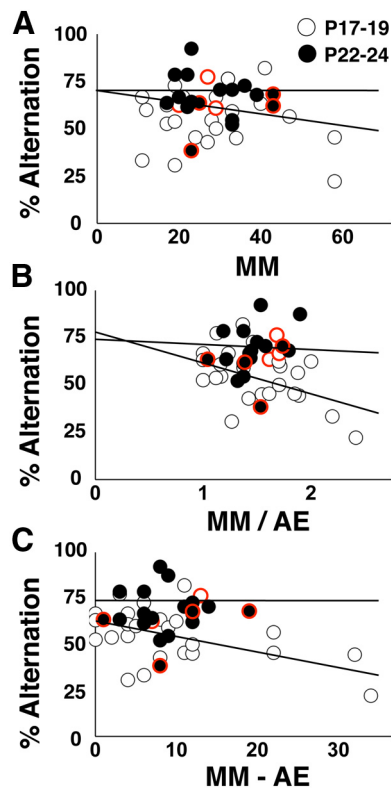 A
P17-19
P22-24
% Alternation
100
75
50
25
0
0 20 40 60
MM
B
% Alternation
100
75
50
25
0
0 1 2
MM / AE
C
% Alternation
100
75
50
25
0
0 10 20 30
MM - AE